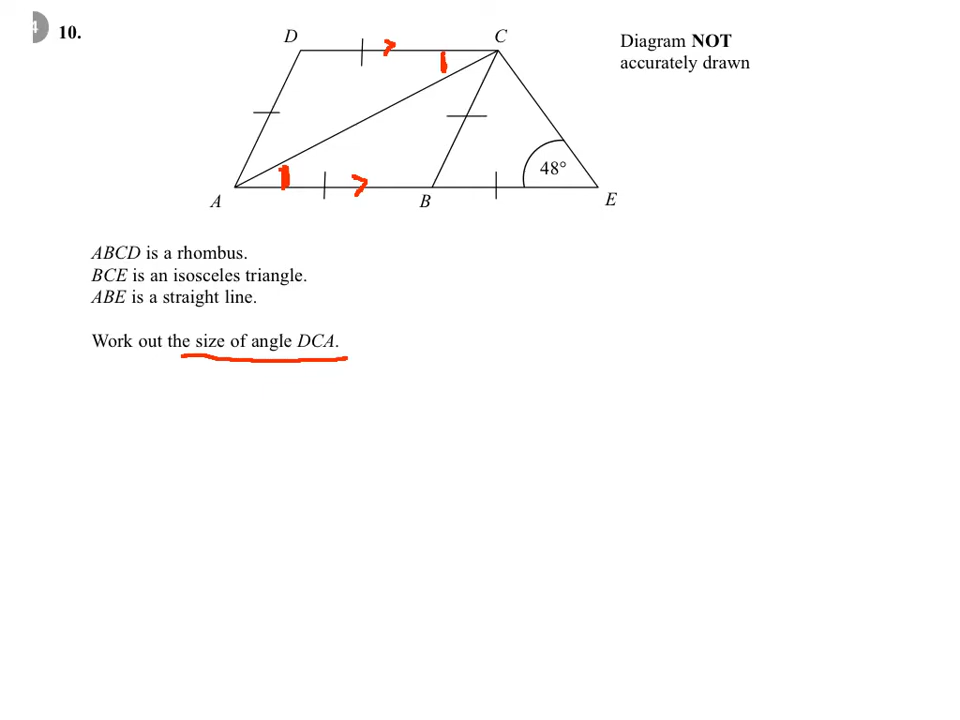 4
10.
D
C
Diagram NOT
accurately drawn
48°
A
B
E
ABCD is a rhombus.
BCE is an isosceles triangle.
ABE is a straight line.
Work out the size of angle DCA.